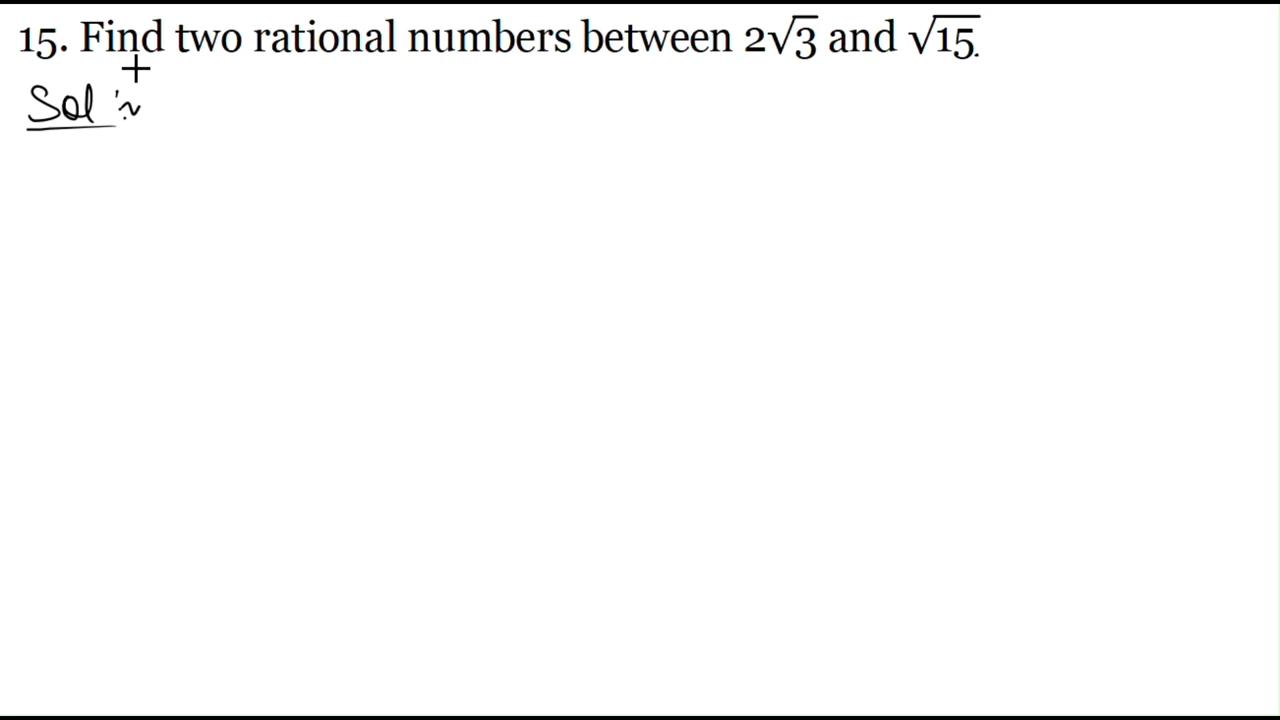 15. Find two rational numbers between 2√3 and √15.
Sol :~